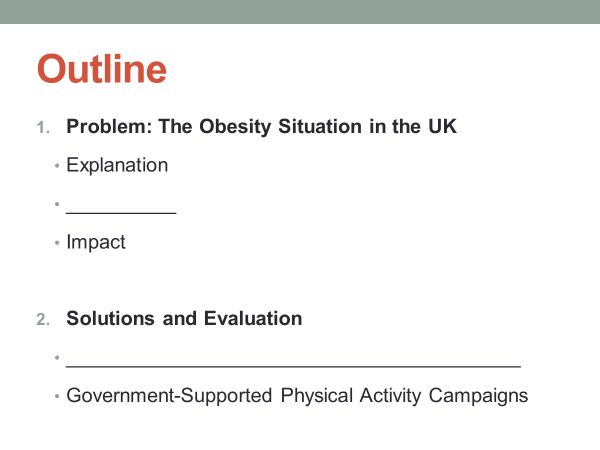 Outline
1. Problem: The Obesity Situation in the UK
• Explanation
• __________
• Impact
2. Solutions and Evaluation
• __________________________________________
• Government-Supported Physical Activity Campaigns